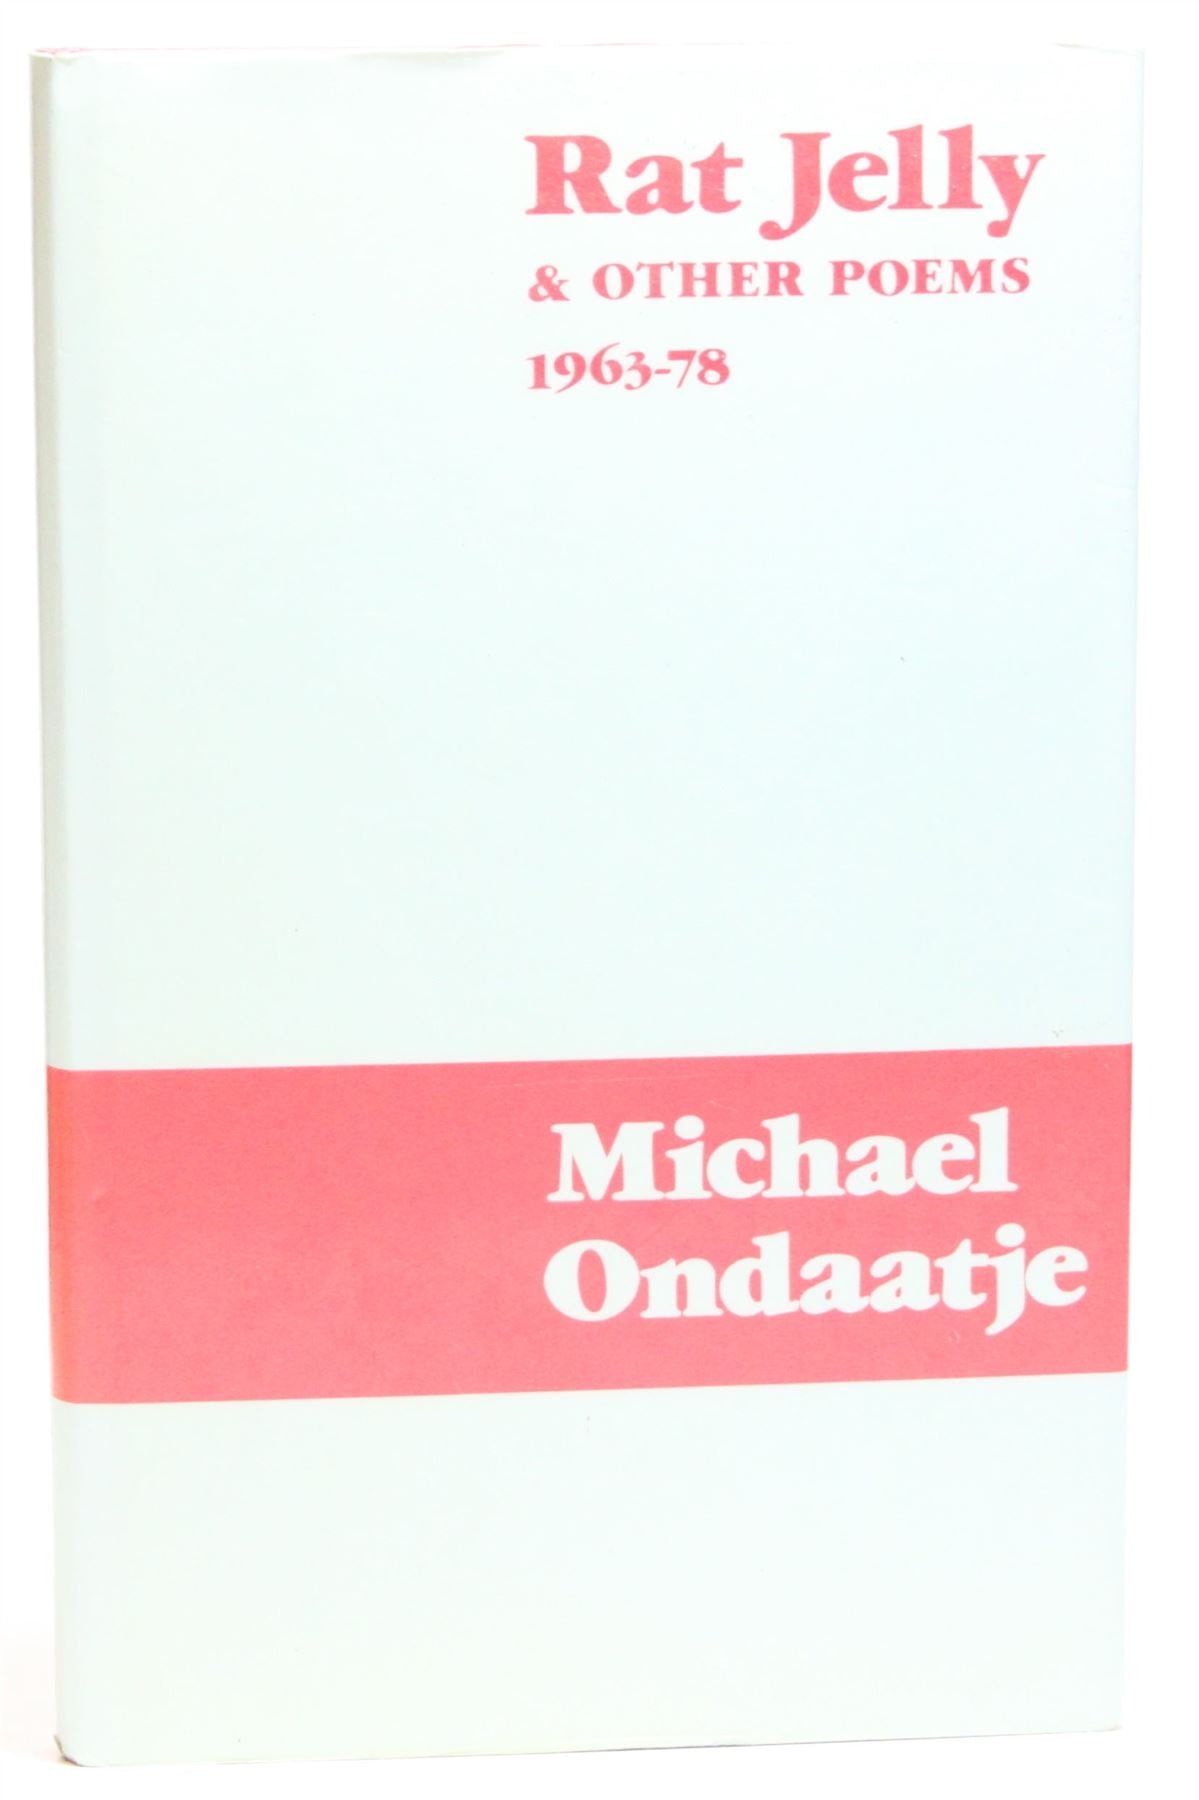 Rat Jelly
& OTHER POEMS
1963-78
Michael
Ondaatje